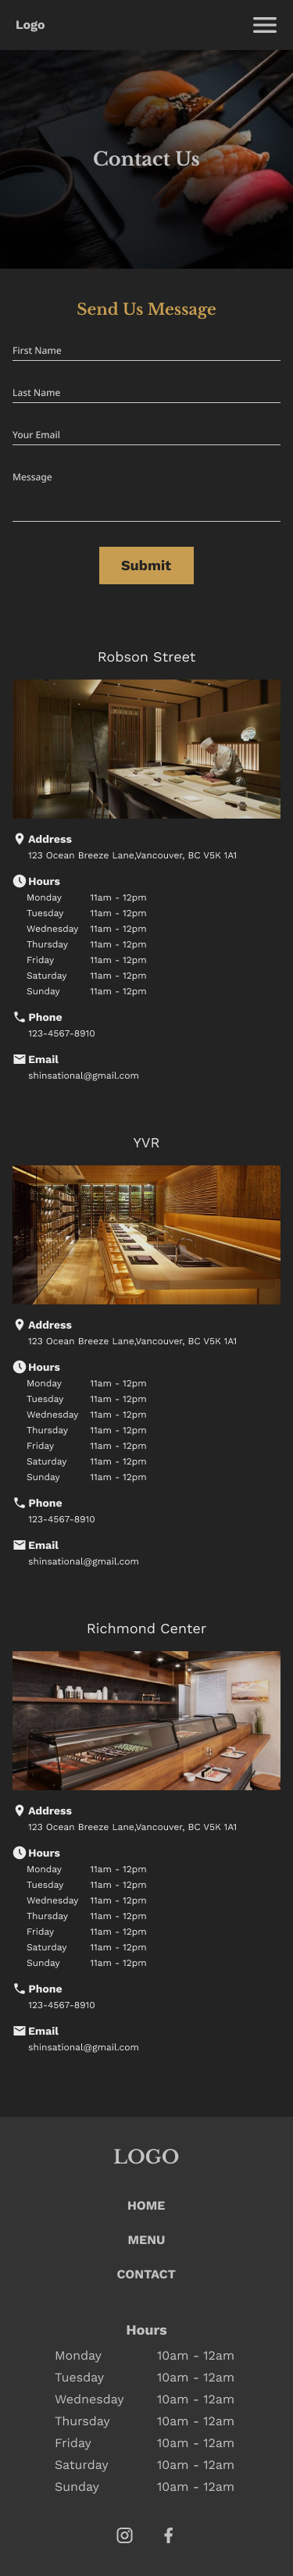 Logo
Contact Us
Send Us Message
First Name
Last Name
Your Email
Message
Submit
Robson Street
Address
123 Ocean Breeze Lane,Vancouver, BC V5K 1A1
Hours
Monday 11am - 12pm
Tuesday 11am - 12pm
Wednesday 11am - 12pm
Thursday 11am - 12pm
Friday 11am - 12pm
Saturday 11am - 12pm
Sunday 11am - 12pm
Phone
123-4567-8910
Email
shinsational@gmail.com
YVR
Address
123 Ocean Breeze Lane,Vancouver, BC V5K 1A1
Hours
Monday 11am - 12pm
Tuesday 11am - 12pm
Wednesday 11am - 12pm
Thursday 11am - 12pm
Friday 11am - 12pm
Saturday 11am - 12pm
Sunday 11am - 12pm
Phone
123-4567-8910
Email
shinsational@gmail.com
Richmond Center
Address
123 Ocean Breeze Lane,Vancouver, BC V5K 1A1
Hours
Monday 11am - 12pm
Tuesday 11am - 12pm
Wednesday 11am - 12pm
Thursday 11am - 12pm
Friday 11am - 12pm
Saturday 11am - 12pm
Sunday 11am - 12pm
Phone
123-4567-8910
Email
shinsational@gmail.com
LOGO
HOME
MENU
CONTACT
Hours
Monday 10am - 12am
Tuesday 10am - 12am
Wednesday 10am - 12am
Thursday 10am - 12am
Friday 10am - 12am
Saturday 10am - 12am
Sunday 10am - 12am